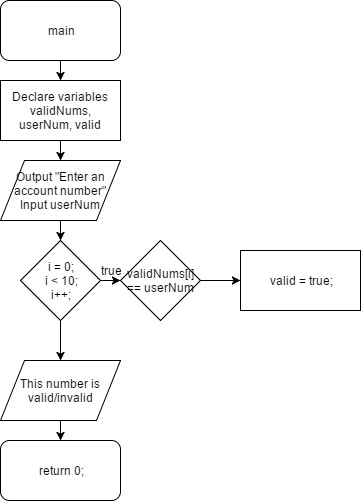 main
Declare variables
validNums,
userNum, valid
Output "Enter an
account number"
Input userNum
i = 0;
i < 10;
i++;
true
validNums[i]
== userNum
valid = true;
This number is
valid/invalid
return 0;